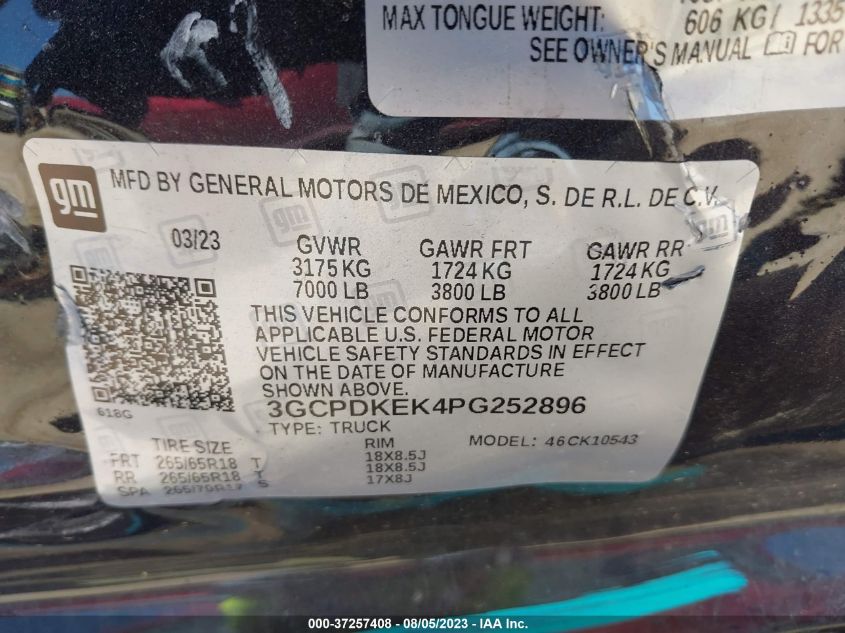 MAX TONGUE WEIGHT:
606 KG/ 1335
SEE OWNER'S MANUAL FOR
gm
MFD BY GENERAL MOTORS DE MEXICO, S. DE R.L. DE C.V.
03/23 GVWR GAWR FRT GAWR RR
3175 KG 1724 KG 1724 KG
7000 LB 3800 LB 3800 LB
THIS VEHICLE CONFORMS TO ALL
APPLICABLE U.S. FEDERAL MOTOR
VEHICLE SAFETY STANDARDS IN EFFECT
ON THE DATE OF MANUFACTURE
SHOWN ABOVE.
618G
3GCPDKEK4PG252896
TYPE: TRUCK
MODEL: 46CK10543
TIRE SIZE RIM
FRT 265/65R18 T 18X8.5J
RR 265/65R18 T 18X8.5J
SPA 265/70R17 S 17X8J
000-37257408 - 08/05/2023 - © IAA Inc.